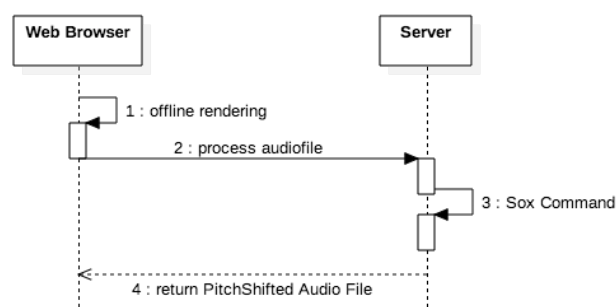 Web Browser
Server
1 : offline rendering
2 : process audiofile
3 : Sox Command
4 : return PitchShifted Audio File